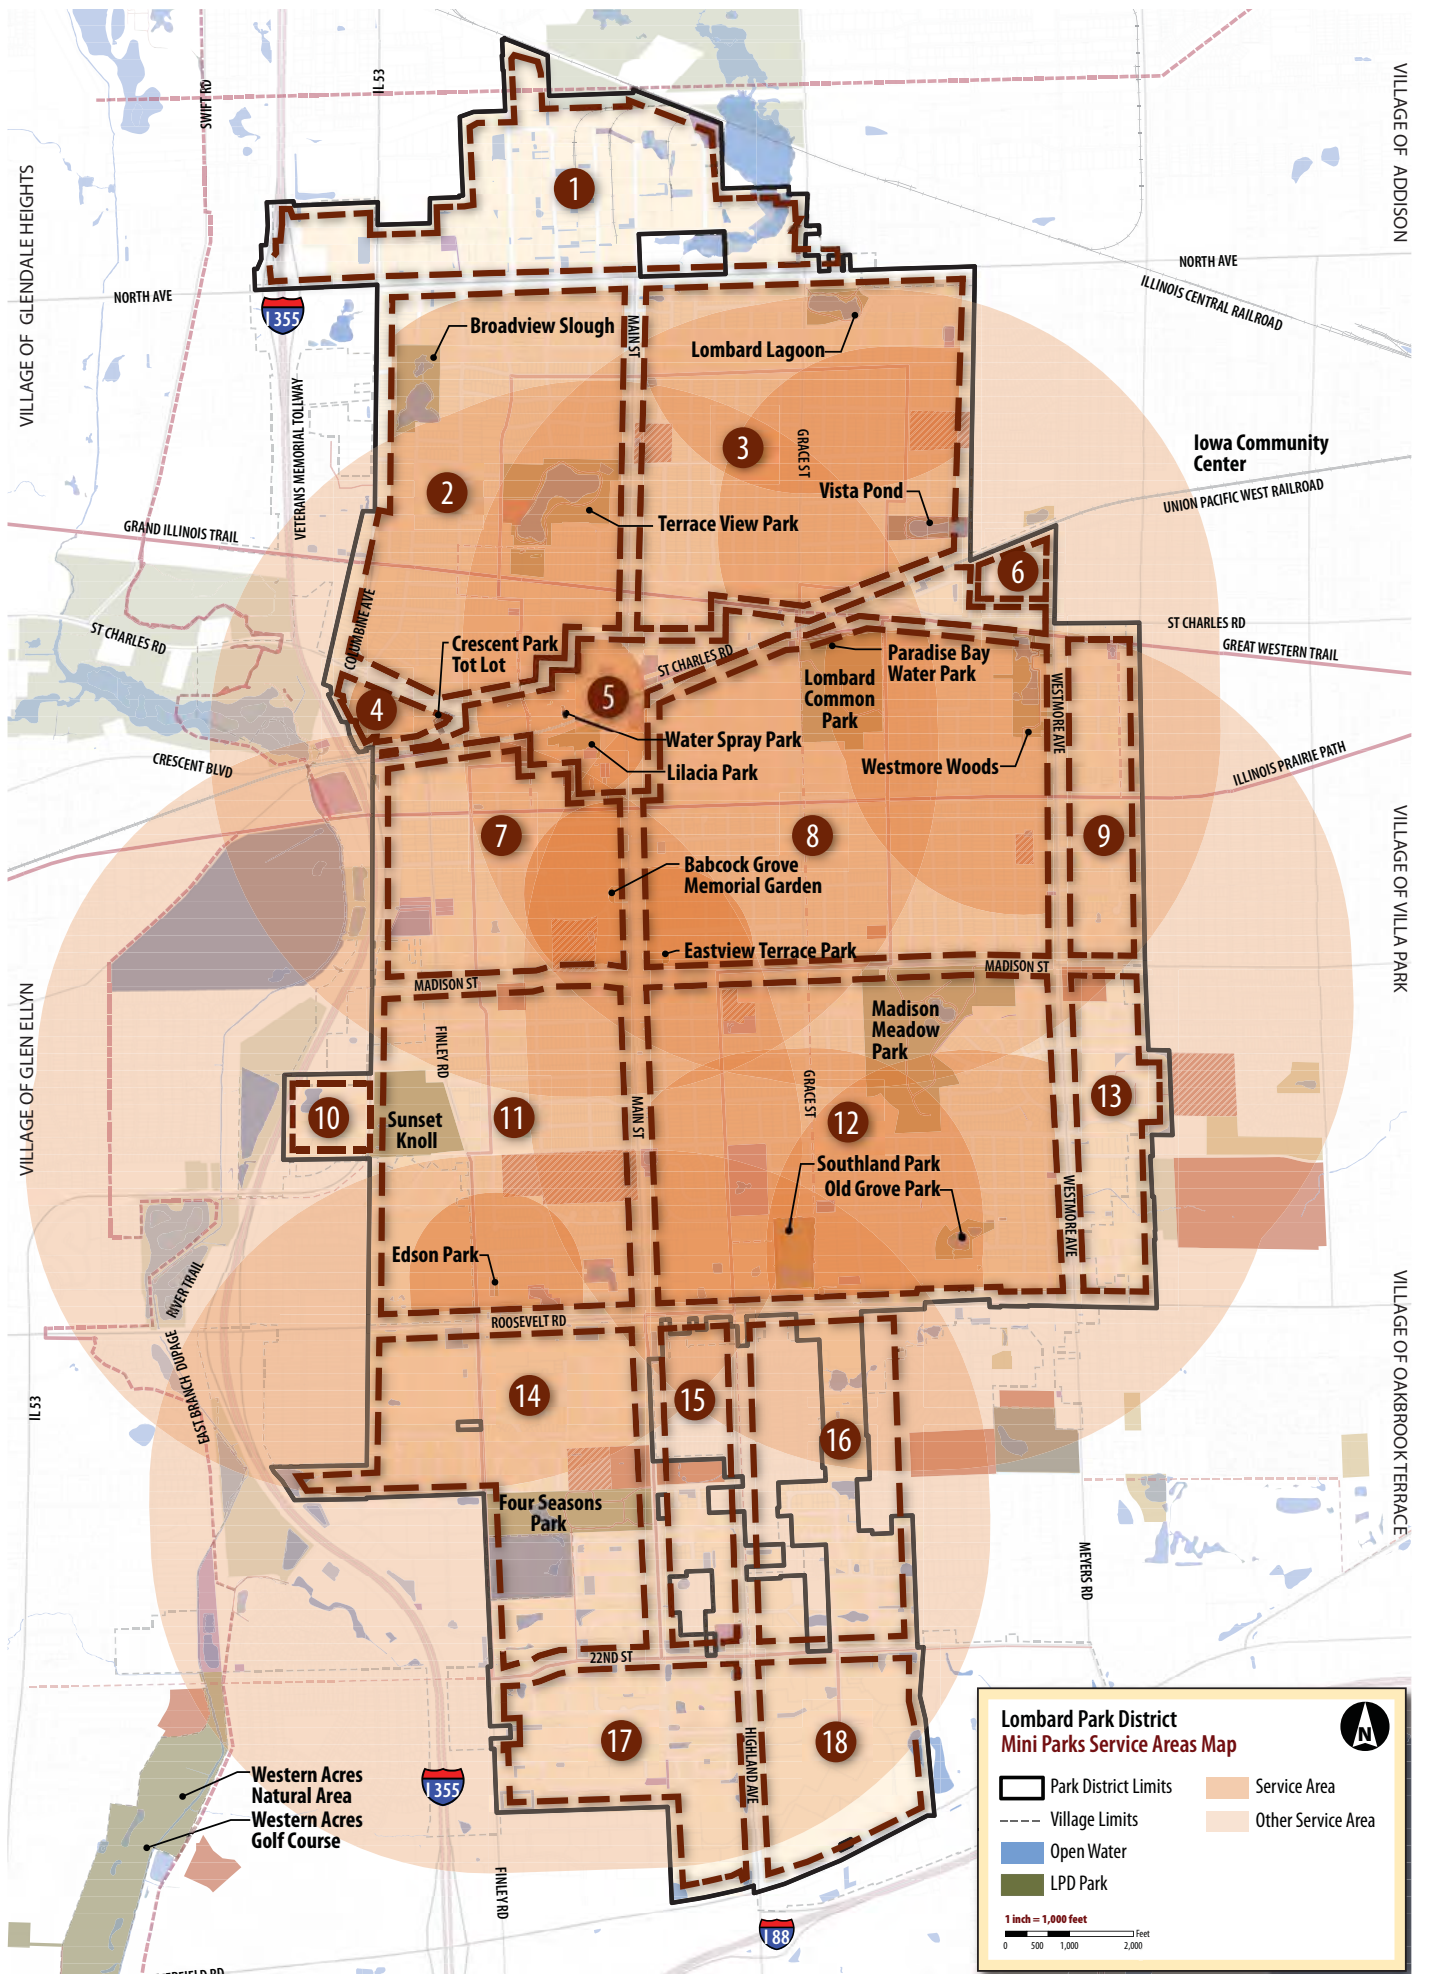 SWIFT RD
IL 53
VILLAGE OF ADDISON
VILLAGE OF GLENDALE HEIGHTS
1
NORTH AVE
NORTH AVE
ILLINOIS CENTRAL RAILROAD
I 355
Broadview Slough
MAIN ST
Lombard Lagoon
VETERANS MEMORIAL TOLLWAY
2
3
GRACE ST
Iowa Community
Center
Vista Pond
UNION PACIFIC WEST RAILROAD
Terrace View Park
GRAND ILLINOIS TRAIL
6
COLUMBINE AVE
ST CHARLES RD
ST CHARLES RD
GREAT WESTERN TRAIL
Crescent Park
Tot Lot
ST CHARLES RD
Paradise Bay
Water Park
Lombard
Common
Park
4
5
WESTMORE AVE
Water Spray Park
Lilacia Park
Westmore Woods
CRESCENT BLVD
ILLINOIS PRAIRIE PATH
7
8
9
VILLAGE OF VILLA PARK
Babcock Grove
Memorial Garden
Eastview Terrace Park
MADISON ST
MADISON ST
VILLAGE OF GLEN ELLYN
FINLEY RD
Madison
Meadow
Park
10
Sunset
Knoll
11
MAIN ST
GRACE ST
12
13
Southland Park
Old Grove Park
WESTMORE AVE
Edson Park
EAST BRANCH DUPAGE RIVER TRAIL
ROOSEVELT RD
VILLAGE OF OAKBROOK TERRACE
IL 53
14
15
16
Four Seasons
Park
MEYERS RD
22ND ST
17
18
HIGHLAND AVE
I 355
Western Acres
Natural Area
Western Acres
Golf Course
FINLEY RD
I 88
Lombard Park District
Mini Parks Service Areas Map
N
Park District Limits
Village Limits
Open Water
LPD Park
Service Area
Other Service Area
1 inch = 1,000 feet
Feet
0 500 1,000 2,000